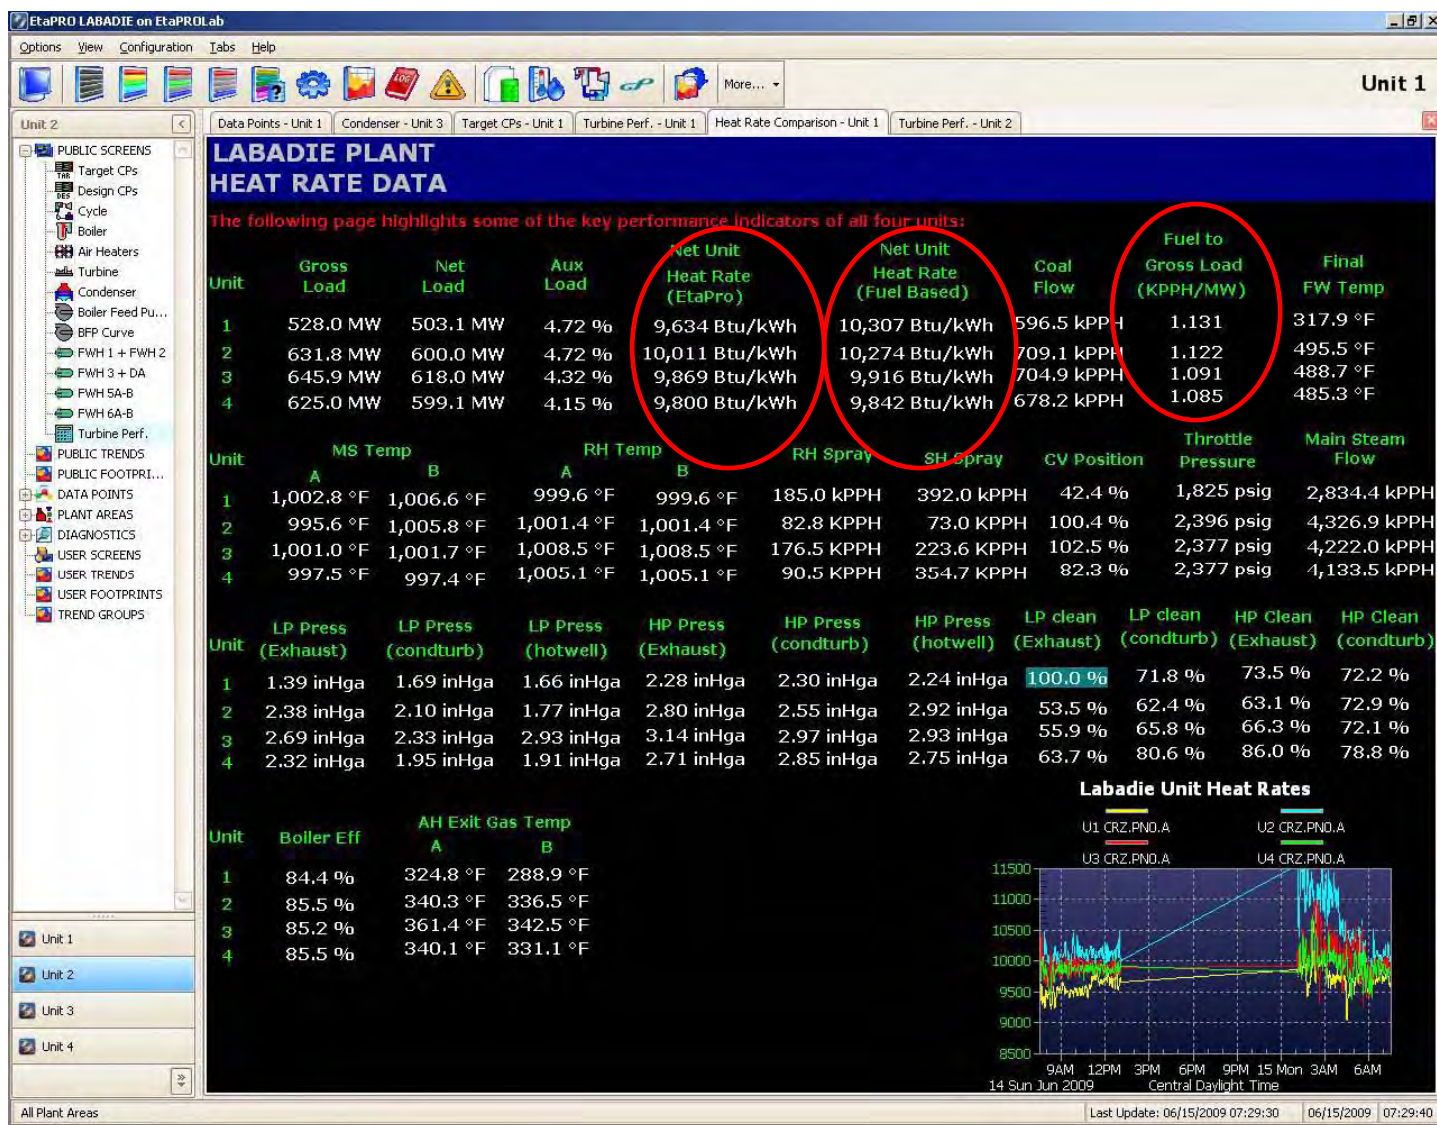 EtaPRO LABADIE on EtaPROLab
Options View Configuration Tabs Help
LOG GP More... Unit 1
Unit 2
Data Points - Unit 1 Condenser - Unit 3 Target CPs - Unit 1 Turbine Perf. - Unit 1 Heat Rate Comparison - Unit 1 Turbine Perf. - Unit 2
PUBLIC SCREENS
Target CPs
Design CPs
Cycle
Boiler
Air Heaters
Turbine
Condenser
Boiler Feed Pu...
BFP Curve
FWH 1 + FWH 2
FWH 3 + DA
FWH 5A-B
FWH 6A-B
Turbine Perf.
PUBLIC TRENDS
PUBLIC FOOTPRI...
DATA POINTS
PLANT AREAS
DIAGNOSTICS
USER SCREENS
USER TRENDS
USER FOOTPRINTS
TREND GROUPS
Unit 1
Unit 2
Unit 3
Unit 4
LABADIE PLANT
HEAT RATE DATA
The following page highlights some of the key performance indicators of all four units:
Unit Gross Load Net Load Aux Load Net Unit Heat Rate (EtaPro) Net Unit Heat Rate (Fuel Based) Coal Flow Fuel to Gross Load (KPPH/MW) Final FW Temp
1 528.0 MW 503.1 MW 4.72 % 9,634 Btu/kWh 10,307 Btu/kWh 596.5 kPPH 1.131 317.9 °F
2 631.8 MW 600.0 MW 4.72 % 10,011 Btu/kWh 10,274 Btu/kWh 709.1 kPPH 1.122 495.5 °F
3 645.9 MW 618.0 MW 4.32 % 9,869 Btu/kWh 9,916 Btu/kWh 704.9 kPPH 1.091 488.7 °F
4 625.0 MW 599.1 MW 4.15 % 9,800 Btu/kWh 9,842 Btu/kWh 678.2 kPPH 1.085 485.3 °F
Unit MS Temp A B RH Temp A B RH Spray SH Spray CV Position Throttle Pressure Main Steam Flow
1 1,002.8 °F 1,006.6 °F 999.6 °F 999.6 °F 185.0 kPPH 392.0 kPPH 42.4 % 1,825 psig 2,834.4 kPPH
2 995.6 °F 1,005.8 °F 1,001.4 °F 1,001.4 °F 82.8 KPPH 73.0 KPPH 100.4 % 2,396 psig 4,326.9 kPPH
3 1,001.0 °F 1,001.7 °F 1,008.5 °F 1,008.5 °F 176.5 KPPH 223.6 KPPH 102.5 % 2,377 psig 4,222.0 kPPH
4 997.5 °F 997.4 °F 1,005.1 °F 1,005.1 °F 90.5 KPPH 354.7 KPPH 82.3 % 2,377 psig 4,133.5 kPPH
Unit LP Press (Exhaust) LP Press (condturb) LP Press (hotwell) HP Press (Exhaust) HP Press (condturb) HP Press (hotwell) LP clean (Exhaust) LP clean (condturb) HP Clean (Exhaust) HP Clean (condturb)
1 1.39 inHga 1.69 inHga 1.66 inHga 2.28 inHga 2.30 inHga 2.24 inHga 100.0 % 71.8 % 73.5 % 72.2 %
2 2.38 inHga 2.10 inHga 1.77 inHga 2.80 inHga 2.55 inHga 2.92 inHga 53.5 % 62.4 % 63.1 % 72.9 %
3 2.69 inHga 2.33 inHga 2.93 inHga 3.14 inHga 2.97 inHga 2.93 inHga 55.9 % 65.8 % 66.3 % 72.1 %
4 2.32 inHga 1.95 inHga 1.91 inHga 2.71 inHga 2.85 inHga 2.75 inHga 63.7 % 80.6 % 86.0 % 78.8 %
Unit Boiler Eff AH Exit Gas Temp A B
1 84.4 % 324.8 °F 288.9 °F
2 85.5 % 340.3 °F 336.5 °F
3 85.2 % 361.4 °F 342.5 °F
4 85.5 % 340.1 °F 331.1 °F
Labadie Unit Heat Rates
U1 CRZ.PNO.A U2 CRZ.PNO.A
U3 CRZ.PNO.A U4 CRZ.PNO.A
11500
11000
10500
10000
9500
9000
8500
9AM 12PM 3PM 6PM 9PM 15 Mon 3AM 6AM
14 Sun Jun 2009 Central Daylight Time
All Plant Areas Last Update: 06/15/2009 07:29:30 06/15/2009 07:29:40